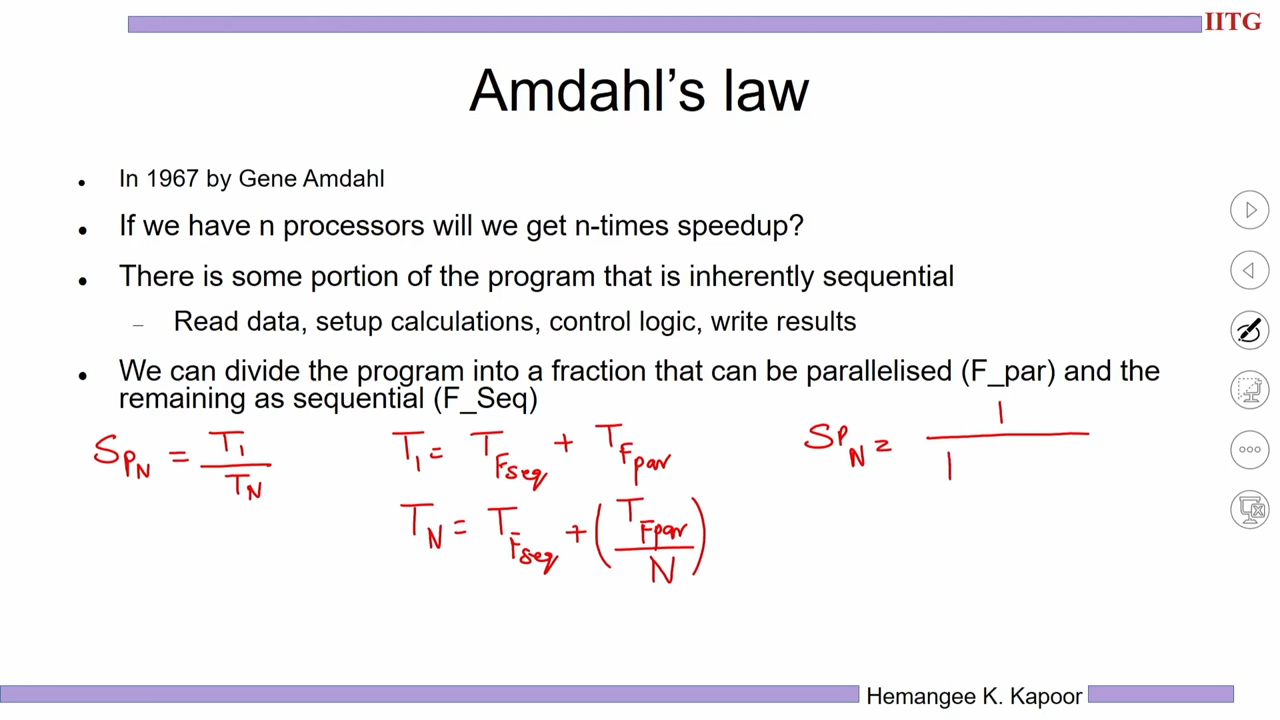 IITG
Amdahl's law
• In 1967 by Gene Amdahl
• If we have n processors will we get n-times speedup?
• There is some portion of the program that is inherently sequential
– Read data, setup calculations, control logic, write results
• We can divide the program into a fraction that can be parallelised (F_par) and the
remaining as sequential (F_Seq)
Sp_N = T_1 / T_N
T_1 = T_Fseq + T_Fpar
T_N = T_Fseq + (T_Fpar / N)
Sp_N = 1 / 1
Hemangee K. Kapoor